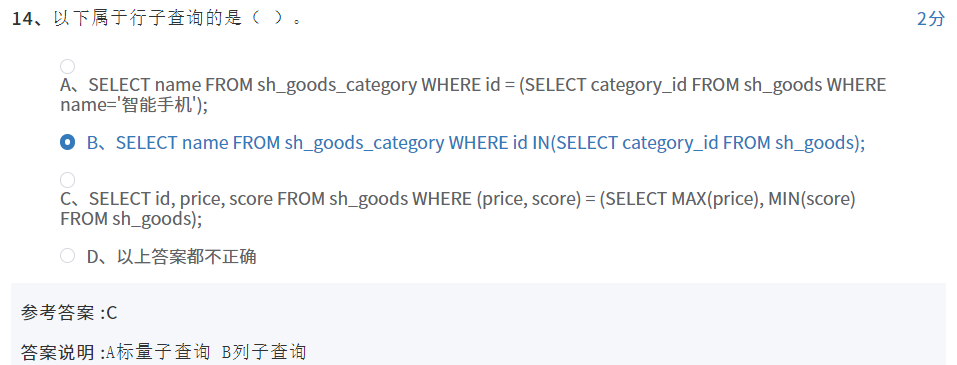 14、以下属于行子查询的是（ ）。 2分
A、SELECT name FROM sh_goods_category WHERE id = (SELECT category_id FROM sh_goods WHERE
name='智能手机');
B、SELECT name FROM sh_goods_category WHERE id IN(SELECT category_id FROM sh_goods);
C、SELECT id, price, score FROM sh_goods WHERE (price, score) = (SELECT MAX(price), MIN(score)
FROM sh_goods);
D、以上答案都不正确
参考答案 :C
答案说明 :A标量子查询 B列子查询